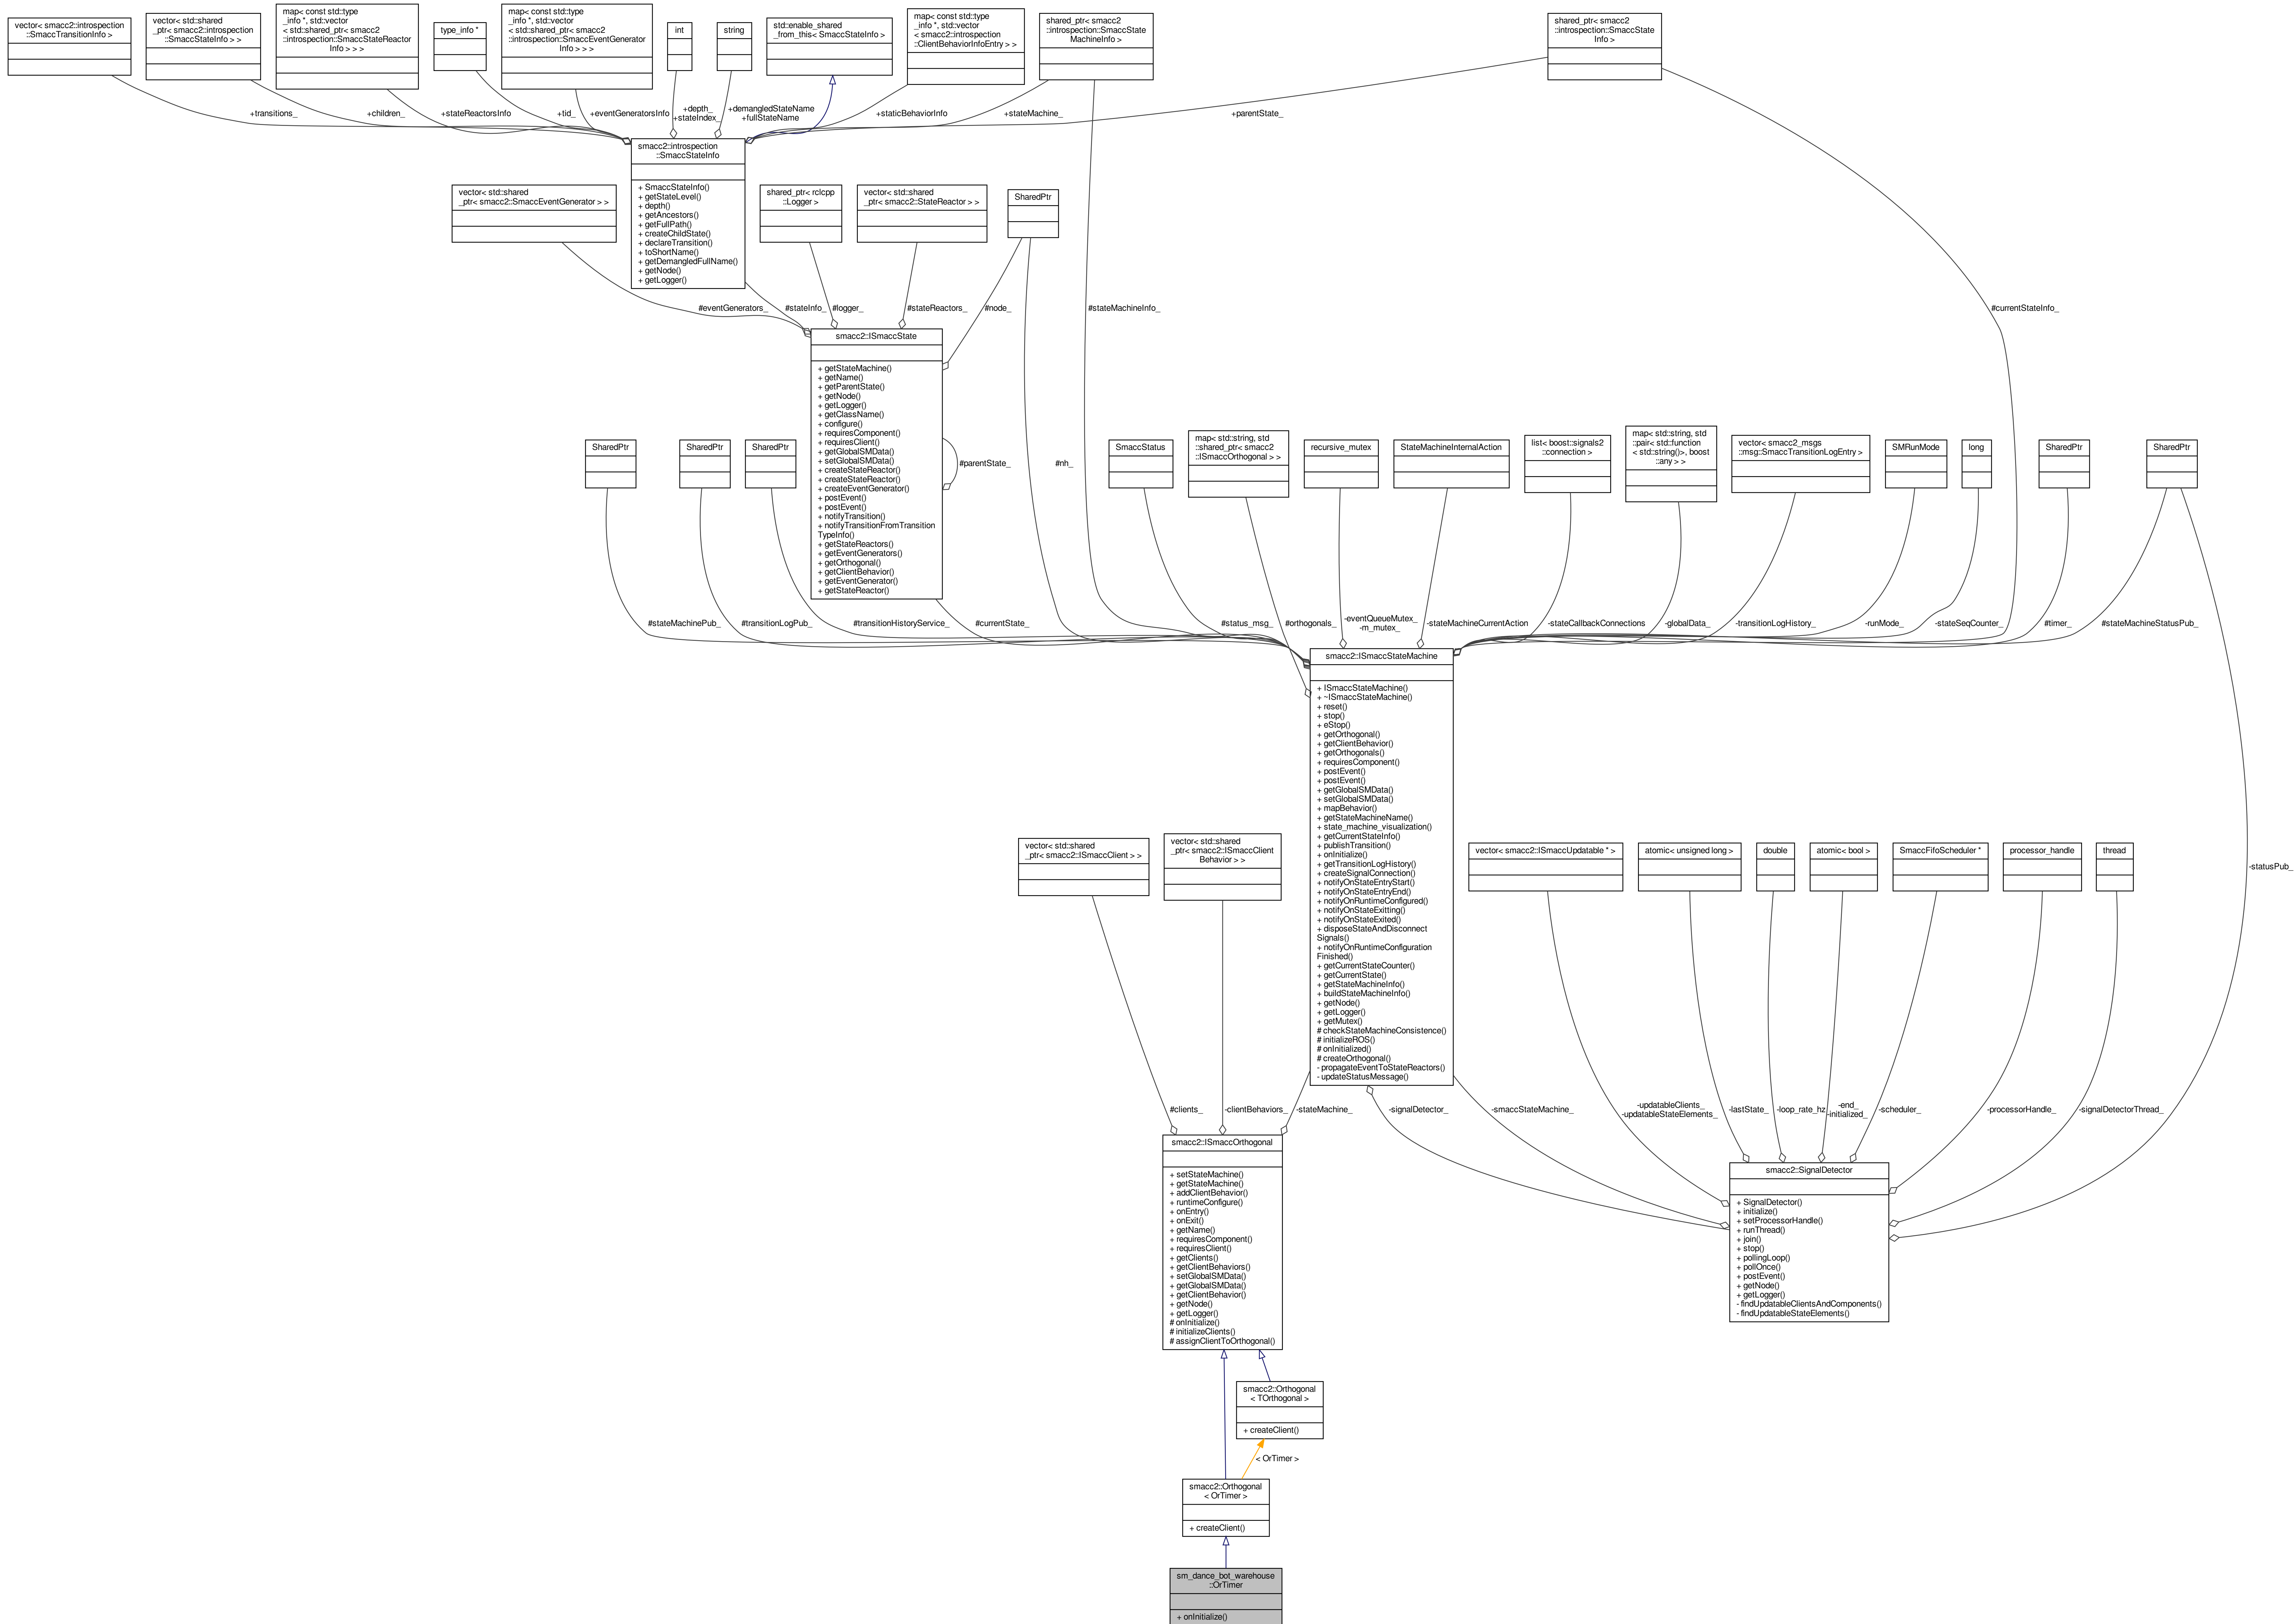 vector< smacc2::introspection
::SmaccTransitionInfo >
vector< std::shared
_ptr< smacc2::introspection
::SmaccStateInfo > >
map< const std::type
_info *, std::vector
< std::shared_ptr< smacc2
::introspection::SmaccStateReactor
Info > > >
type_info *
map< const std::type
_info *, std::vector
< std::shared_ptr< smacc2
::introspection::SmaccEventGenerator
Info > > >
int
string
std::enable_shared
_from_this< SmaccStateInfo >
map< const std::type
_info *, std::vector
< smacc2::introspection
::ClientBehaviorInfoEntry > >
shared_ptr< smacc2
::introspection::SmaccState
MachineInfo >
shared_ptr< smacc2
::introspection::SmaccState
Info >
+transitions_
+children_
+stateReactorsInfo
+tid_
+eventGeneratorsInfo
+depth_
+stateIndex_
+demangledStateName
+fullStateName
+staticBehaviorInfo
+stateMachine_
+parentState_
smacc2::introspection
::SmaccStateInfo
+ SmaccStateInfo()
+ getStateLevel()
+ depth()
+ getAncestors()
+ getFullPath()
+ createChildState()
+ declareTransition()
+ toShortName()
+ getDemangledFullName()
+ getNode()
+ getLogger()
vector< std::shared
_ptr< smacc2::SmaccEventGenerator > >
shared_ptr< rclcpp
::Logger >
vector< std::shared
_ptr< smacc2::StateReactor > >
SharedPtr
#eventGenerators_
#stateInfo_
#logger_
#stateReactors_
#node_
#stateMachineInfo_
#currentStateInfo_
smacc2::ISmaccState
+ getStateMachine()
+ getName()
+ getParentState()
+ getNode()
+ getLogger()
+ getClassName()
+ configure()
+ requiresComponent()
+ requiresClient()
+ getGlobalSMData()
+ setGlobalSMData()
+ createStateReactor()
+ createStateReactor()
+ createEventGenerator()
+ postEvent()
+ postEvent()
+ notifyTransition()
+ notifyTransitionFromTransition
TypeInfo()
+ getStateReactors()
+ getEventGenerators()
+ getOrthogonal()
+ getClientBehavior()
+ getEventGenerator()
+ getStateReactor()
#parentState_
#nh_
SharedPtr
SharedPtr
SharedPtr
SmaccStatus
map< std::string, std
::shared_ptr< smacc2
::ISmaccOrthogonal > >
recursive_mutex
StateMachineInternalAction
list< boost::signals2
::connection >
map< std::string, std
::pair< std::function
< std::string()>, boost
::any > >
vector< smacc2_msgs
::msg::SmaccTransitionLogEntry >
SMRunMode
long
SharedPtr
SharedPtr
#stateMachinePub_
#transitionLogPub_
#transitionHistoryService_
#currentState_
#status_msg_
#orthogonals_
-eventQueueMutex_
-m_mutex_
-stateMachineCurrentAction
-stateCallbackConnections
-globalData_
-transitionLogHistory_
-runMode_
-stateSeqCounter_
#timer_
#stateMachineStatusPub_
smacc2::ISmaccStateMachine
+ ISmaccStateMachine()
+ ~ISmaccStateMachine()
+ reset()
+ stop()
+ eStop()
+ getOrthogonal()
+ getClientBehavior()
+ getOrthogonals()
+ requiresComponent()
+ postEvent()
+ postEvent()
+ getGlobalSMData()
+ setGlobalSMData()
+ mapBehavior()
+ getStateMachineName()
+ state_machine_visualization()
+ getCurrentStateInfo()
+ publishTransition()
+ onInitialize()
+ getTransitionLogHistory()
+ createSignalConnection()
+ notifyOnStateEntryStart()
+ notifyOnStateEntryEnd()
+ notifyOnRuntimeConfigured()
+ notifyOnStateExitting()
+ notifyOnStateExited()
+ disposeStateAndDisconnect
Signals()
+ notifyOnRuntimeConfiguration
Finished()
+ getCurrentStateCounter()
+ getCurrentState()
+ getStateMachineInfo()
+ buildStateMachineInfo()
+ getNode()
+ getLogger()
+ getMutex()
# checkStateMachineConsistence()
# initializeROS()
# onInitialized()
# createOrthogonal()
- propagateEventToStateReactors()
- updateStatusMessage()
vector< std::shared
_ptr< smacc2::ISmaccClient > >
vector< std::shared
_ptr< smacc2::ISmaccClient
Behavior > >
vector< smacc2::ISmaccUpdatable * >
atomic< unsigned long >
double
atomic< bool >
SmaccFifoScheduler *
processor_handle
thread
-statusPub_
#clients_
-clientBehaviors_
-stateMachine_
-signalDetector_
-smaccStateMachine_
-updatableClients_
-updatableStateElements_
-lastState_
-loop_rate_hz
-end_
-initialized_
-scheduler_
-processorHandle_
-signalDetectorThread_
smacc2::ISmaccOrthogonal
+ setStateMachine()
+ getStateMachine()
+ addClientBehavior()
+ runtimeConfigure()
+ onEntry()
+ onExit()
+ getName()
+ requiresComponent()
+ requiresClient()
+ getClients()
+ getClientBehaviors()
+ setGlobalSMData()
+ getGlobalSMData()
+ getClientBehavior()
+ getNode()
+ getLogger()
# onInitialize()
# initializeClients()
# assignClientToOrthogonal()
smacc2::SignalDetector
+ SignalDetector()
+ initialize()
+ setProcessorHandle()
+ runThread()
+ join()
+ stop()
+ pollingLoop()
+ pollOnce()
+ postEvent()
+ getNode()
+ getLogger()
- findUpdatableClientsAndComponents()
- findUpdatableStateElements()
smacc2::Orthogonal
< TOrthogonal >
+ createClient()
< OrTimer >
smacc2::Orthogonal
< OrTimer >
+ createClient()
sm_dance_bot_warehouse
::OrTimer
+ onInitialize()